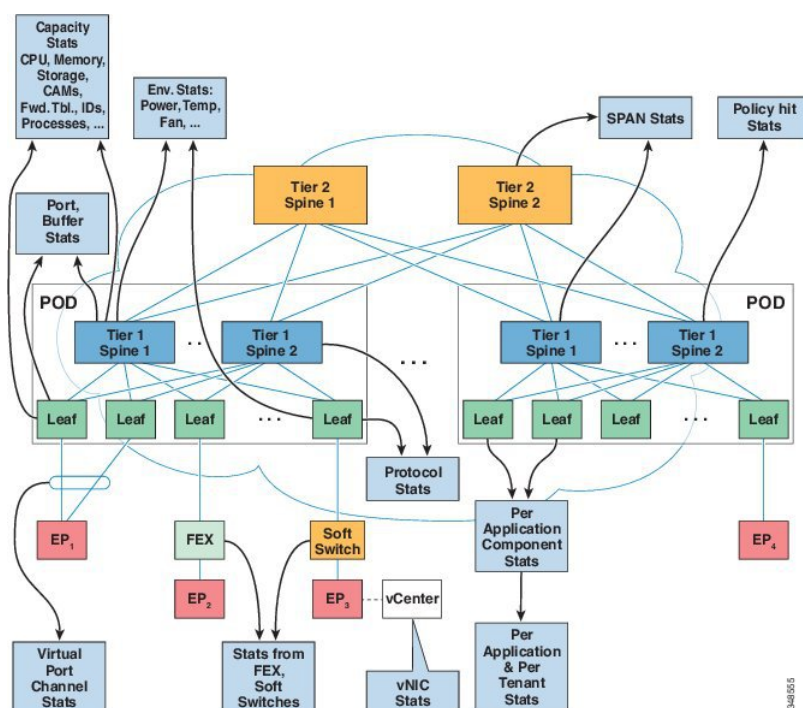 Capacity
Stats
CPU, Memory,
Storage,
CAMs,
Fwd. Tbl., IDs,
Processes, ...
Env. Stats:
Power, Temp,
Fan, ...
SPAN Stats
Policy hit
Stats
Port,
Buffer
Stats
Tier 2
Spine 1
Tier 2
Spine 2
POD
POD
Tier 1
Spine 1
. . .
Tier 1
Spine 2
. . .
Tier 1
Spine 1
. . .
Tier 1
Spine 2
Leaf
Leaf
Leaf
. . .
Leaf
Leaf
Leaf
Leaf
. . .
Leaf
Protocol
Stats
EP1
FEX
Soft
Switch
Per
Application
Component
Stats
EP4
EP2
EP3
vCenter
Virtual
Port
Channel
Stats
Stats from
FEX,
Soft
Switches
vNIC
Stats
Per
Application
& Per
Tenant
Stats
348555